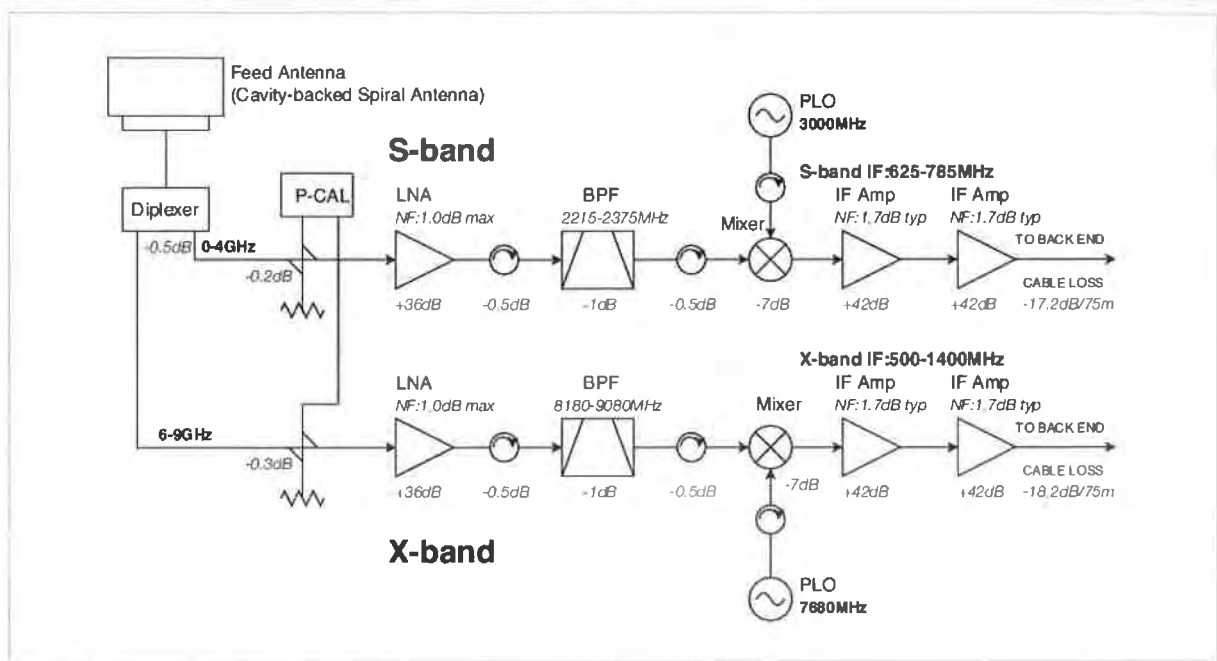 Feed Antenna
(Cavity-backed Spiral Antenna)
PLO
3000MHz
S-band
S-band IF:625-785MHz
Diplexer
P-CAL
LNA
NF:1.0dB max
BPF
2215-2375MHz
Mixer
IF Amp
NF:1.7dB typ
IF Amp
NF:1.7dB typ
TO BACK END
-0.5dB
0-4GHz
-0.2dB
+36dB
-0.5dB
-1dB
-0.5dB
-7dB
+42dB
+42dB
CABLE LOSS
-17.2dB/75m
X-band IF:500-1400MHz
LNA
NF:1.0dB max
BPF
8180-9080MHz
Mixer
IF Amp
NF:1.7dB typ
IF Amp
NF:1.7dB typ
TO BACK END
6-9GHz
-0.3dB
+36dB
-0.5dB
-1dB
-0.5dB
-7dB
+42dB
+42dB
CABLE LOSS
-18.2dB/75m
X-band
PLO
7680MHz